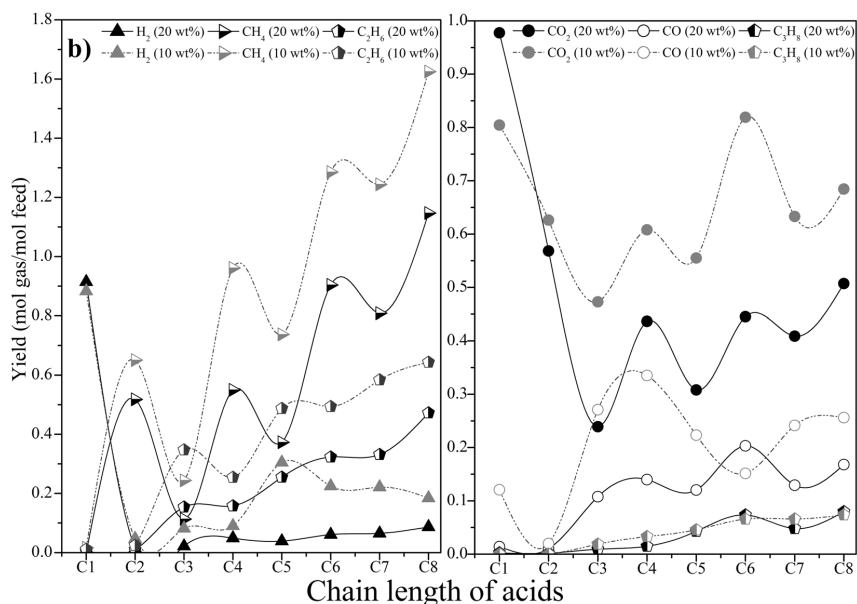 b)
H₂ (20 wt%) CH₄ (20 wt%) C₂H₆ (20 wt%)
H₂ (10 wt%) CH₄ (10 wt%) C₂H₆ (10 wt%)
Yield (mol gas/mol feed)
1.8
1.6
1.4
1.2
1.0
0.8
0.6
0.4
0.2
0.0
C1 C2 C3 C4 C5 C6 C7 C8
CO₂ (20 wt%) CO (20 wt%) C₃H₈ (20 wt%)
CO₂ (10 wt%) CO (10 wt%) C₃H₈ (10 wt%)
1.0
0.9
0.8
0.7
0.6
0.5
0.4
0.3
0.2
0.1
0.0
C1 C2 C3 C4 C5 C6 C7 C8
Chain length of acids